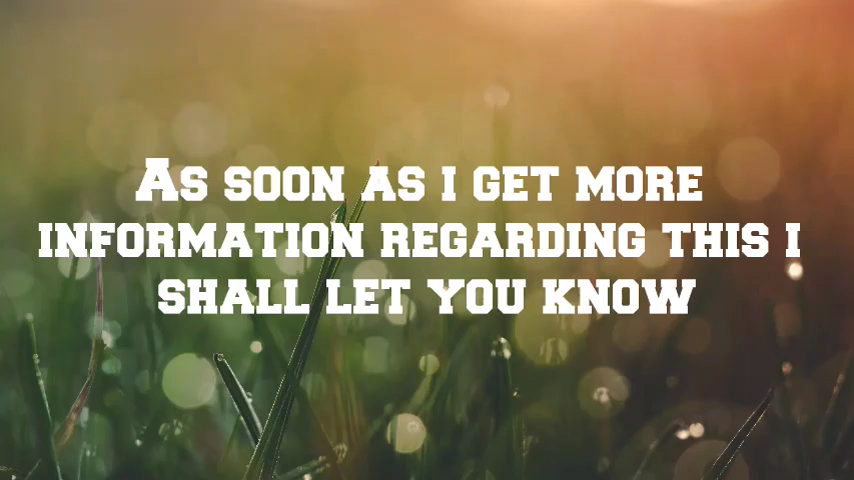 As soon as i get more
information regarding this i
shall let you know